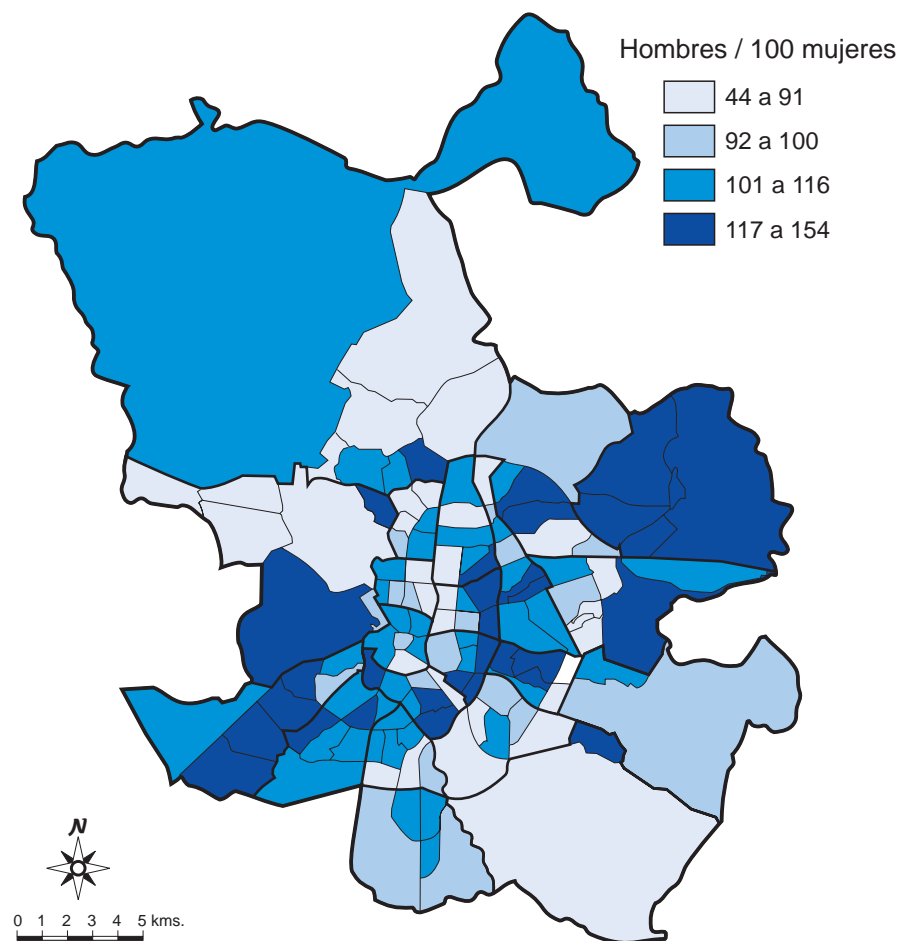 Hombres / 100 mujeres
44 a 91
92 a 100
101 a 116
117 a 154
N
0 1 2 3 4 5 kms.